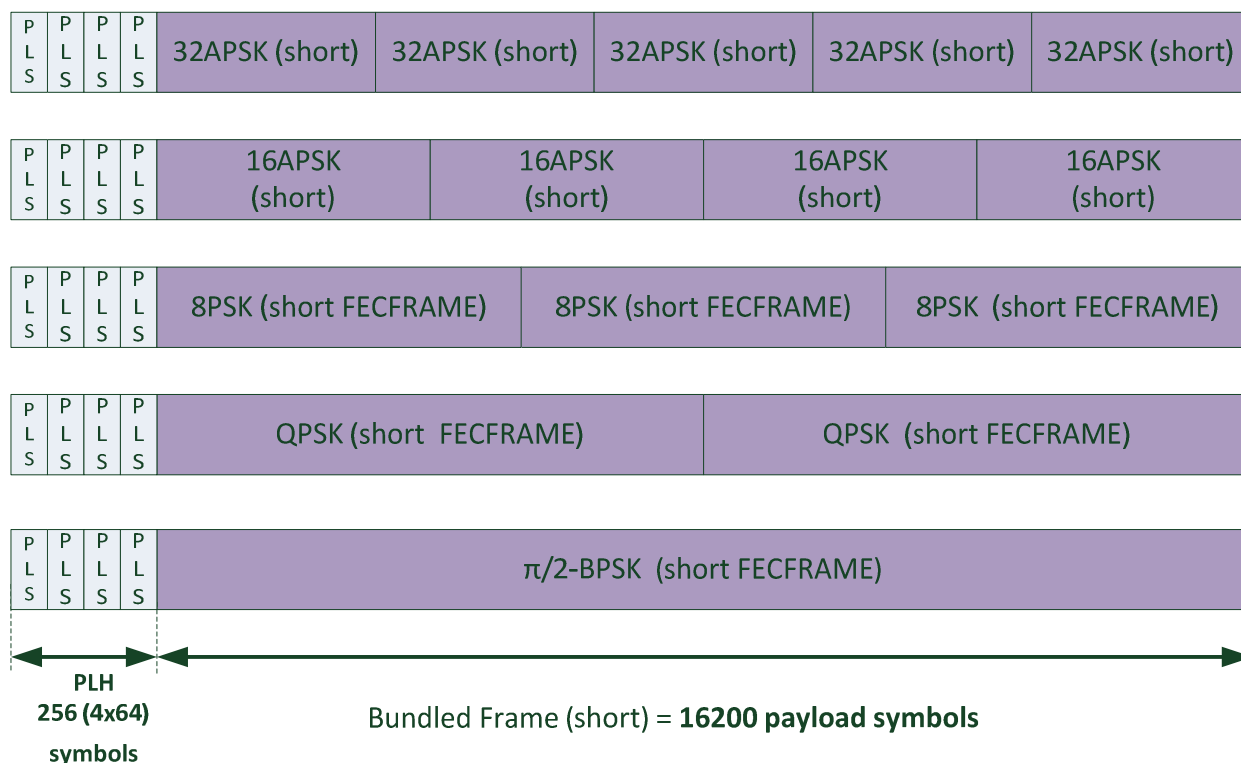 P L S P L S P L S P L S 32APSK (short) 32APSK (short) 32APSK (short) 32APSK (short) 32APSK (short)
P L S P L S P L S P L S 16APSK (short) 16APSK (short) 16APSK (short) 16APSK (short)
P L S P L S P L S P L S 8PSK (short FECFRAME) 8PSK (short FECFRAME) 8PSK (short FECFRAME)
P L S P L S P L S P L S QPSK (short FECFRAME) QPSK (short FECFRAME)
P L S P L S P L S P L S π/2-BPSK (short FECFRAME)
PLH
256 (4x64)
symbols
Bundled Frame (short) = 16200 payload symbols